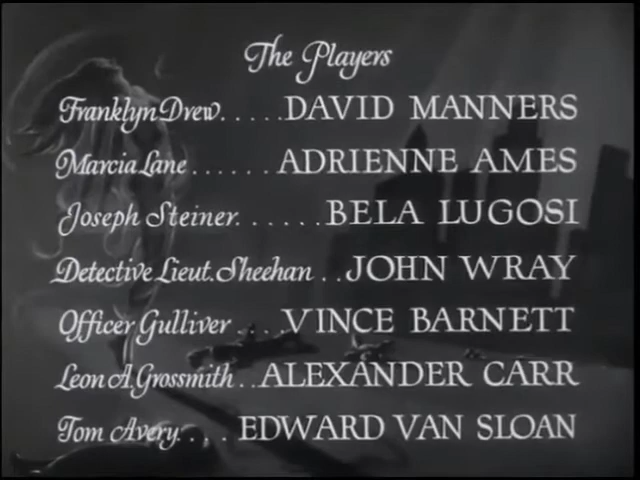 The Players
Franklyn Drew.....DAVID MANNERS
Marcia Lane......ADRIENNE AMES
Joseph Steiner......BELA LUGOSI
Detective Lieut. Sheehan..JOHN WRAY
Officer Gulliver....VINCE BARNETT
Leon A. Grossmith..ALEXANDER CARR
Tom Avery....EDWARD VAN SLOAN